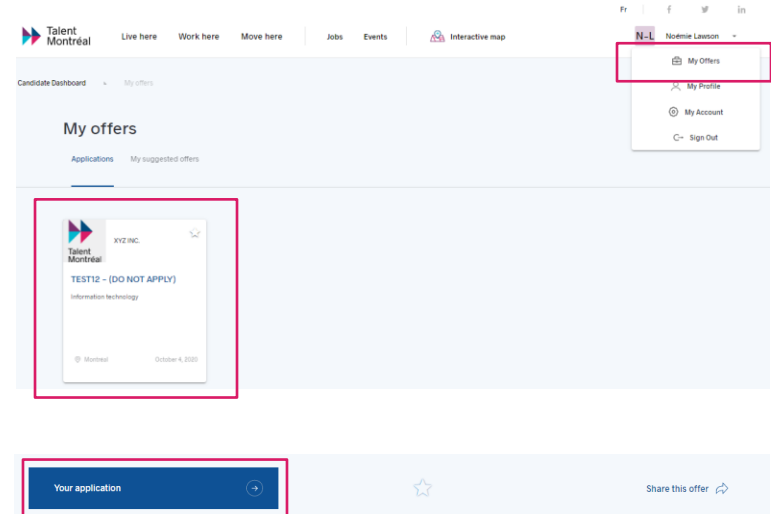 Fr
Talent
Montréal
Live here Work here Move here Jobs Events Interactive map
N-L Noémie Lawson
My Offers
My Profile
My Account
Sign Out
Candidate Dashboard My offers
My offers
Applications My suggested offers
Talent
Montréal
XYZ INC.
TEST12 – (DO NOT APPLY)
Information technology
Montréal October 4, 2020
Your application
Share this offer